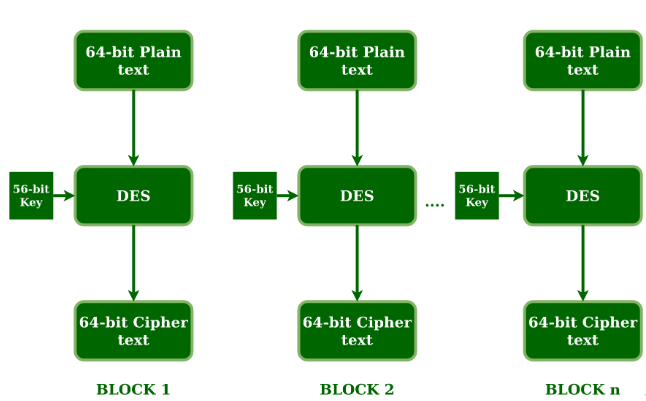 64-bit Plain
text
64-bit Plain
text
64-bit Plain
text
56-bit
Key
DES
56-bit
Key
DES
....
56-bit
Key
DES
64-bit Cipher
text
64-bit Cipher
text
64-bit Cipher
text
BLOCK 1
BLOCK 2
BLOCK n